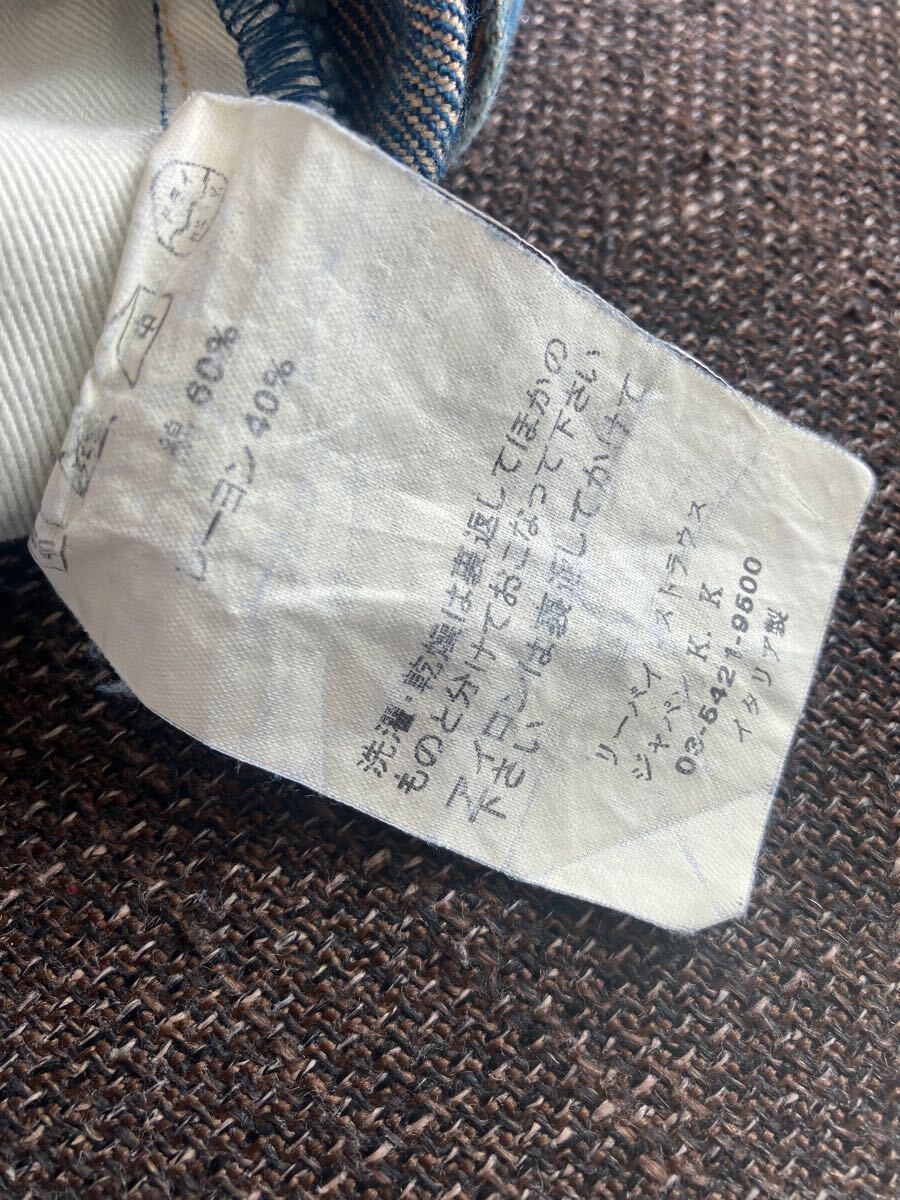 中
綿 60%
レーヨン 40%
洗濯・乾燥は裏返してほかの
ものと分けておこなって下さい
アイロンは裏返してかけて
下さい
リーバイ ストラウス
ジャパン K. K
03-5421-9500
イタリア製